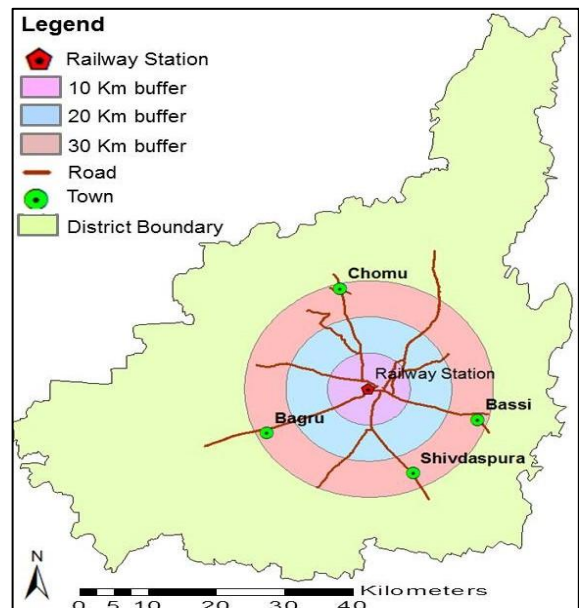 Legend
Railway Station
10 Km buffer
20 Km buffer
30 Km buffer
Road
Town
District Boundary
Chomu
Railway Station
Bassi
Bagru
Shivdaspura
N
Kilometers
0 5 10 20 30 40